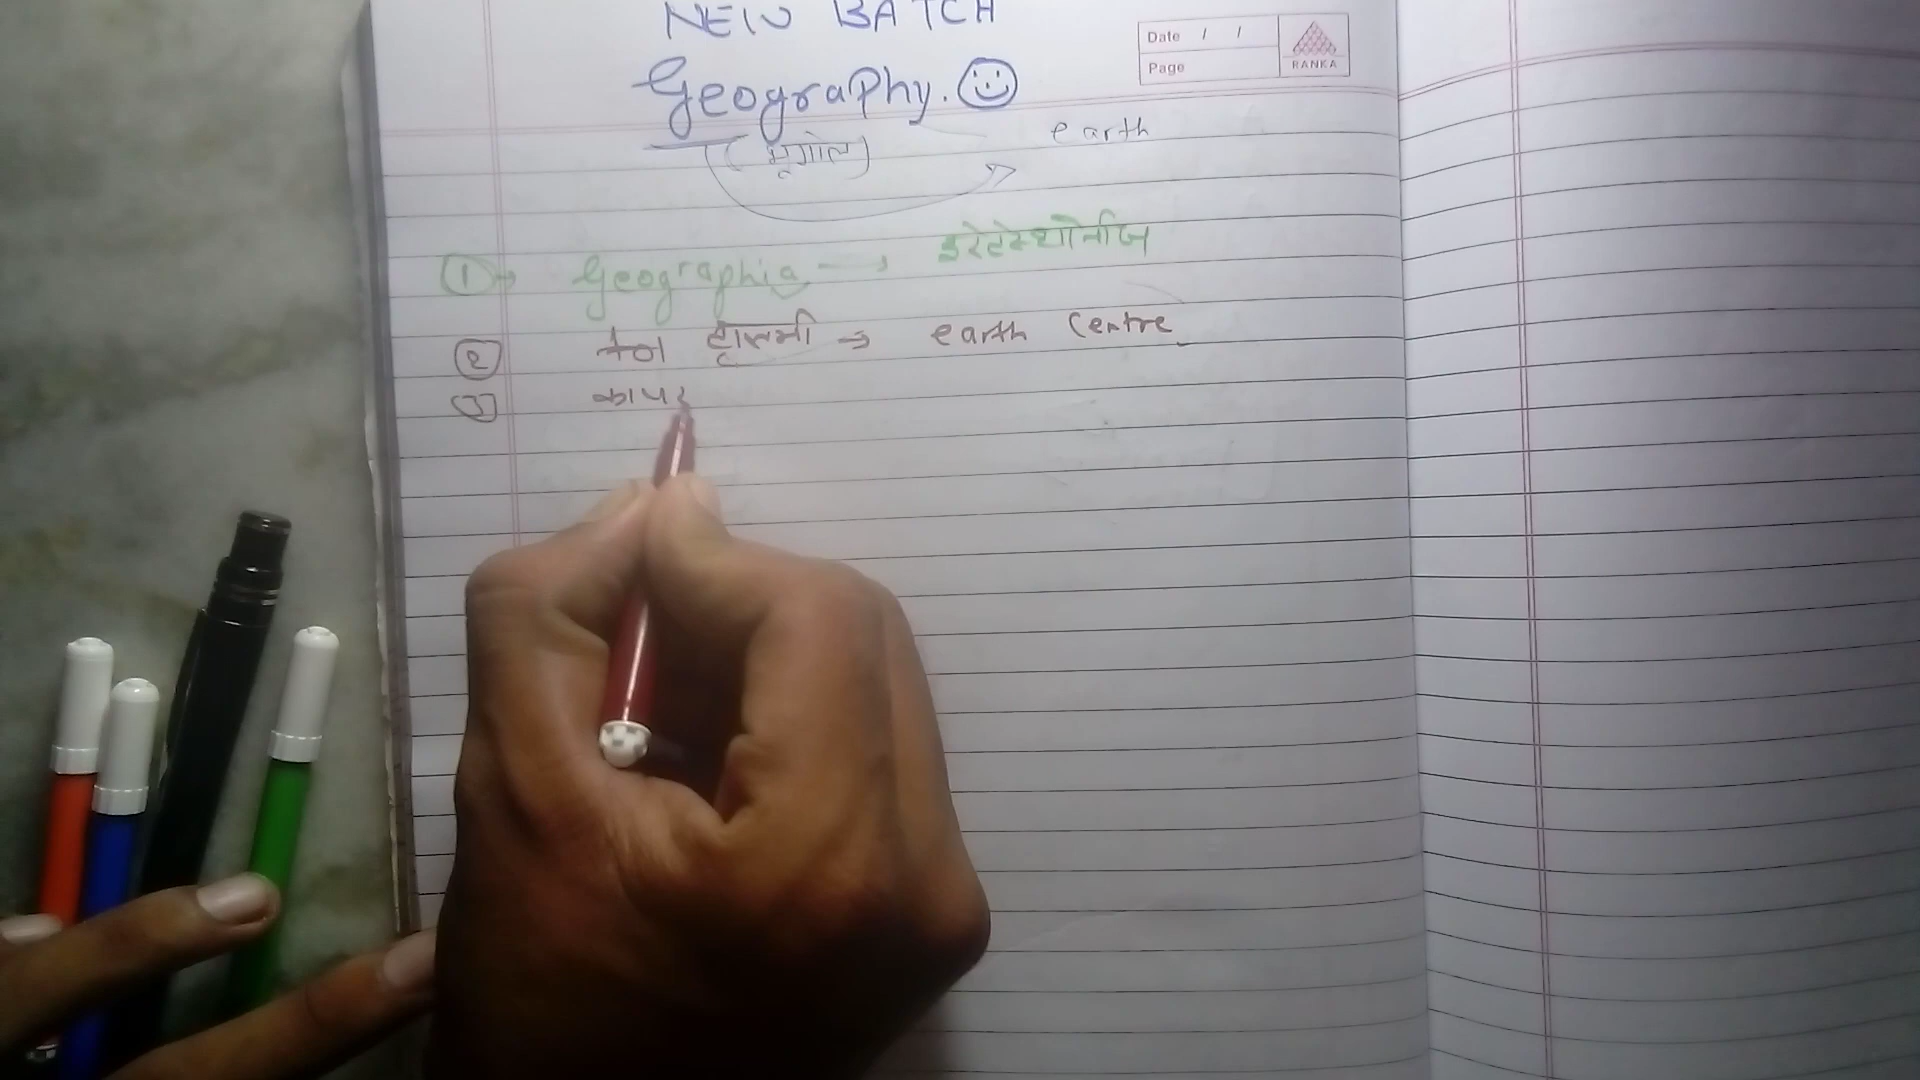 NEW BATCH
Date / /
Page
RANKA
Geography.
earth
(भूगोल)
1 → Geographia → इरेटेस्थोनीज
2 टॉलमी → earth Centre
3 कापर